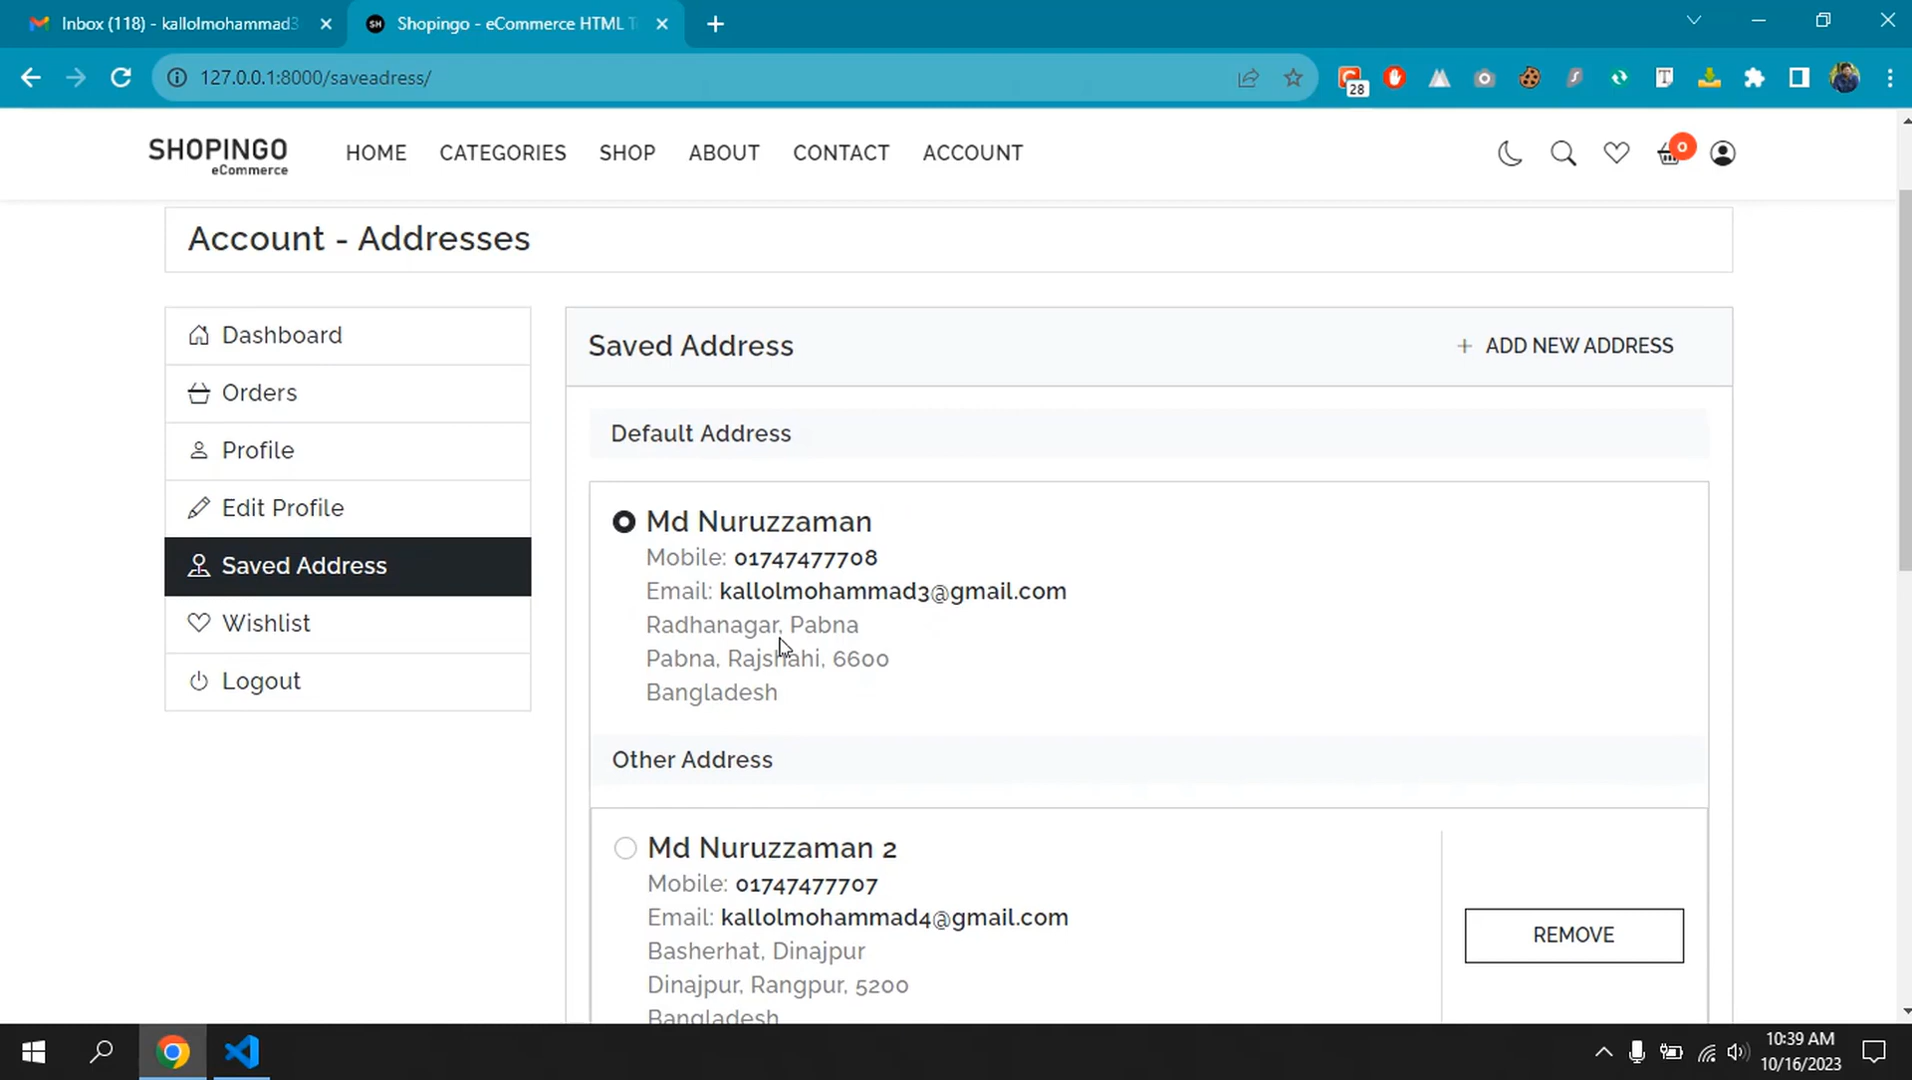 Inbox (118) - kallolmohammad3
Shopingo - eCommerce HTML T
127.0.0.1:8000/saveadress/
28
SHOPINGO
eCommerce
HOME
CATEGORIES
SHOP
ABOUT
CONTACT
ACCOUNT
0
Account - Addresses
Dashboard
Orders
Profile
Edit Profile
Saved Address
Wishlist
Logout
Saved Address
+ ADD NEW ADDRESS
Default Address
Md Nuruzzaman
Mobile: 01747477708
Email: kallolmohammad3@gmail.com
Radhanagar, Pabna
Pabna, Rajshahi, 6600
Bangladesh
Other Address
Md Nuruzzaman 2
Mobile: 01747477707
Email: kallolmohammad4@gmail.com
Basherhat, Dinajpur
Dinajpur, Rangpur, 5200
Bangladesh
REMOVE
10:39 AM
10/16/2023